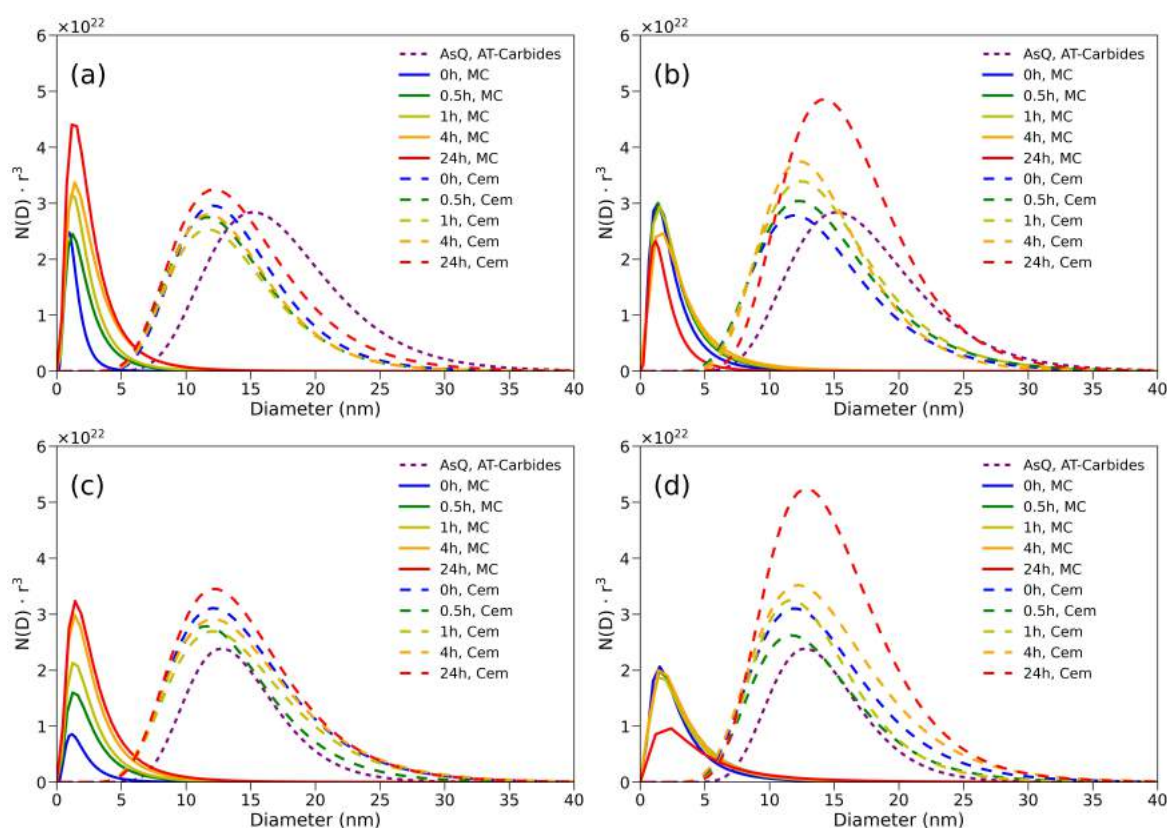 ×10²²
(a)
N(D) · r³
6
5
4
3
2
1
0
AsQ, AT-Carbides
0h, MC
0.5h, MC
1h, MC
4h, MC
24h, MC
0h, Cem
0.5h, Cem
1h, Cem
4h, Cem
24h, Cem
0 5 10 15 20 25 30 35 40
Diameter (nm)
×10²²
(b)
N(D) · r³
6
5
4
3
2
1
0
AsQ, AT-Carbides
0h, MC
0.5h, MC
1h, MC
4h, MC
24h, MC
0h, Cem
0.5h, Cem
1h, Cem
4h, Cem
24h, Cem
0 5 10 15 20 25 30 35 40
Diameter (nm)
×10²²
(c)
N(D) · r³
6
5
4
3
2
1
0
AsQ, AT-Carbides
0h, MC
0.5h, MC
1h, MC
4h, MC
24h, MC
0h, Cem
0.5h, Cem
1h, Cem
4h, Cem
24h, Cem
0 5 10 15 20 25 30 35 40
Diameter (nm)
×10²²
(d)
N(D) · r³
6
5
4
3
2
1
0
AsQ, AT-Carbides
0h, MC
0.5h, MC
1h, MC
4h, MC
24h, MC
0h, Cem
0.5h, Cem
1h, Cem
4h, Cem
24h, Cem
0 5 10 15 20 25 30 35 40
Diameter (nm)